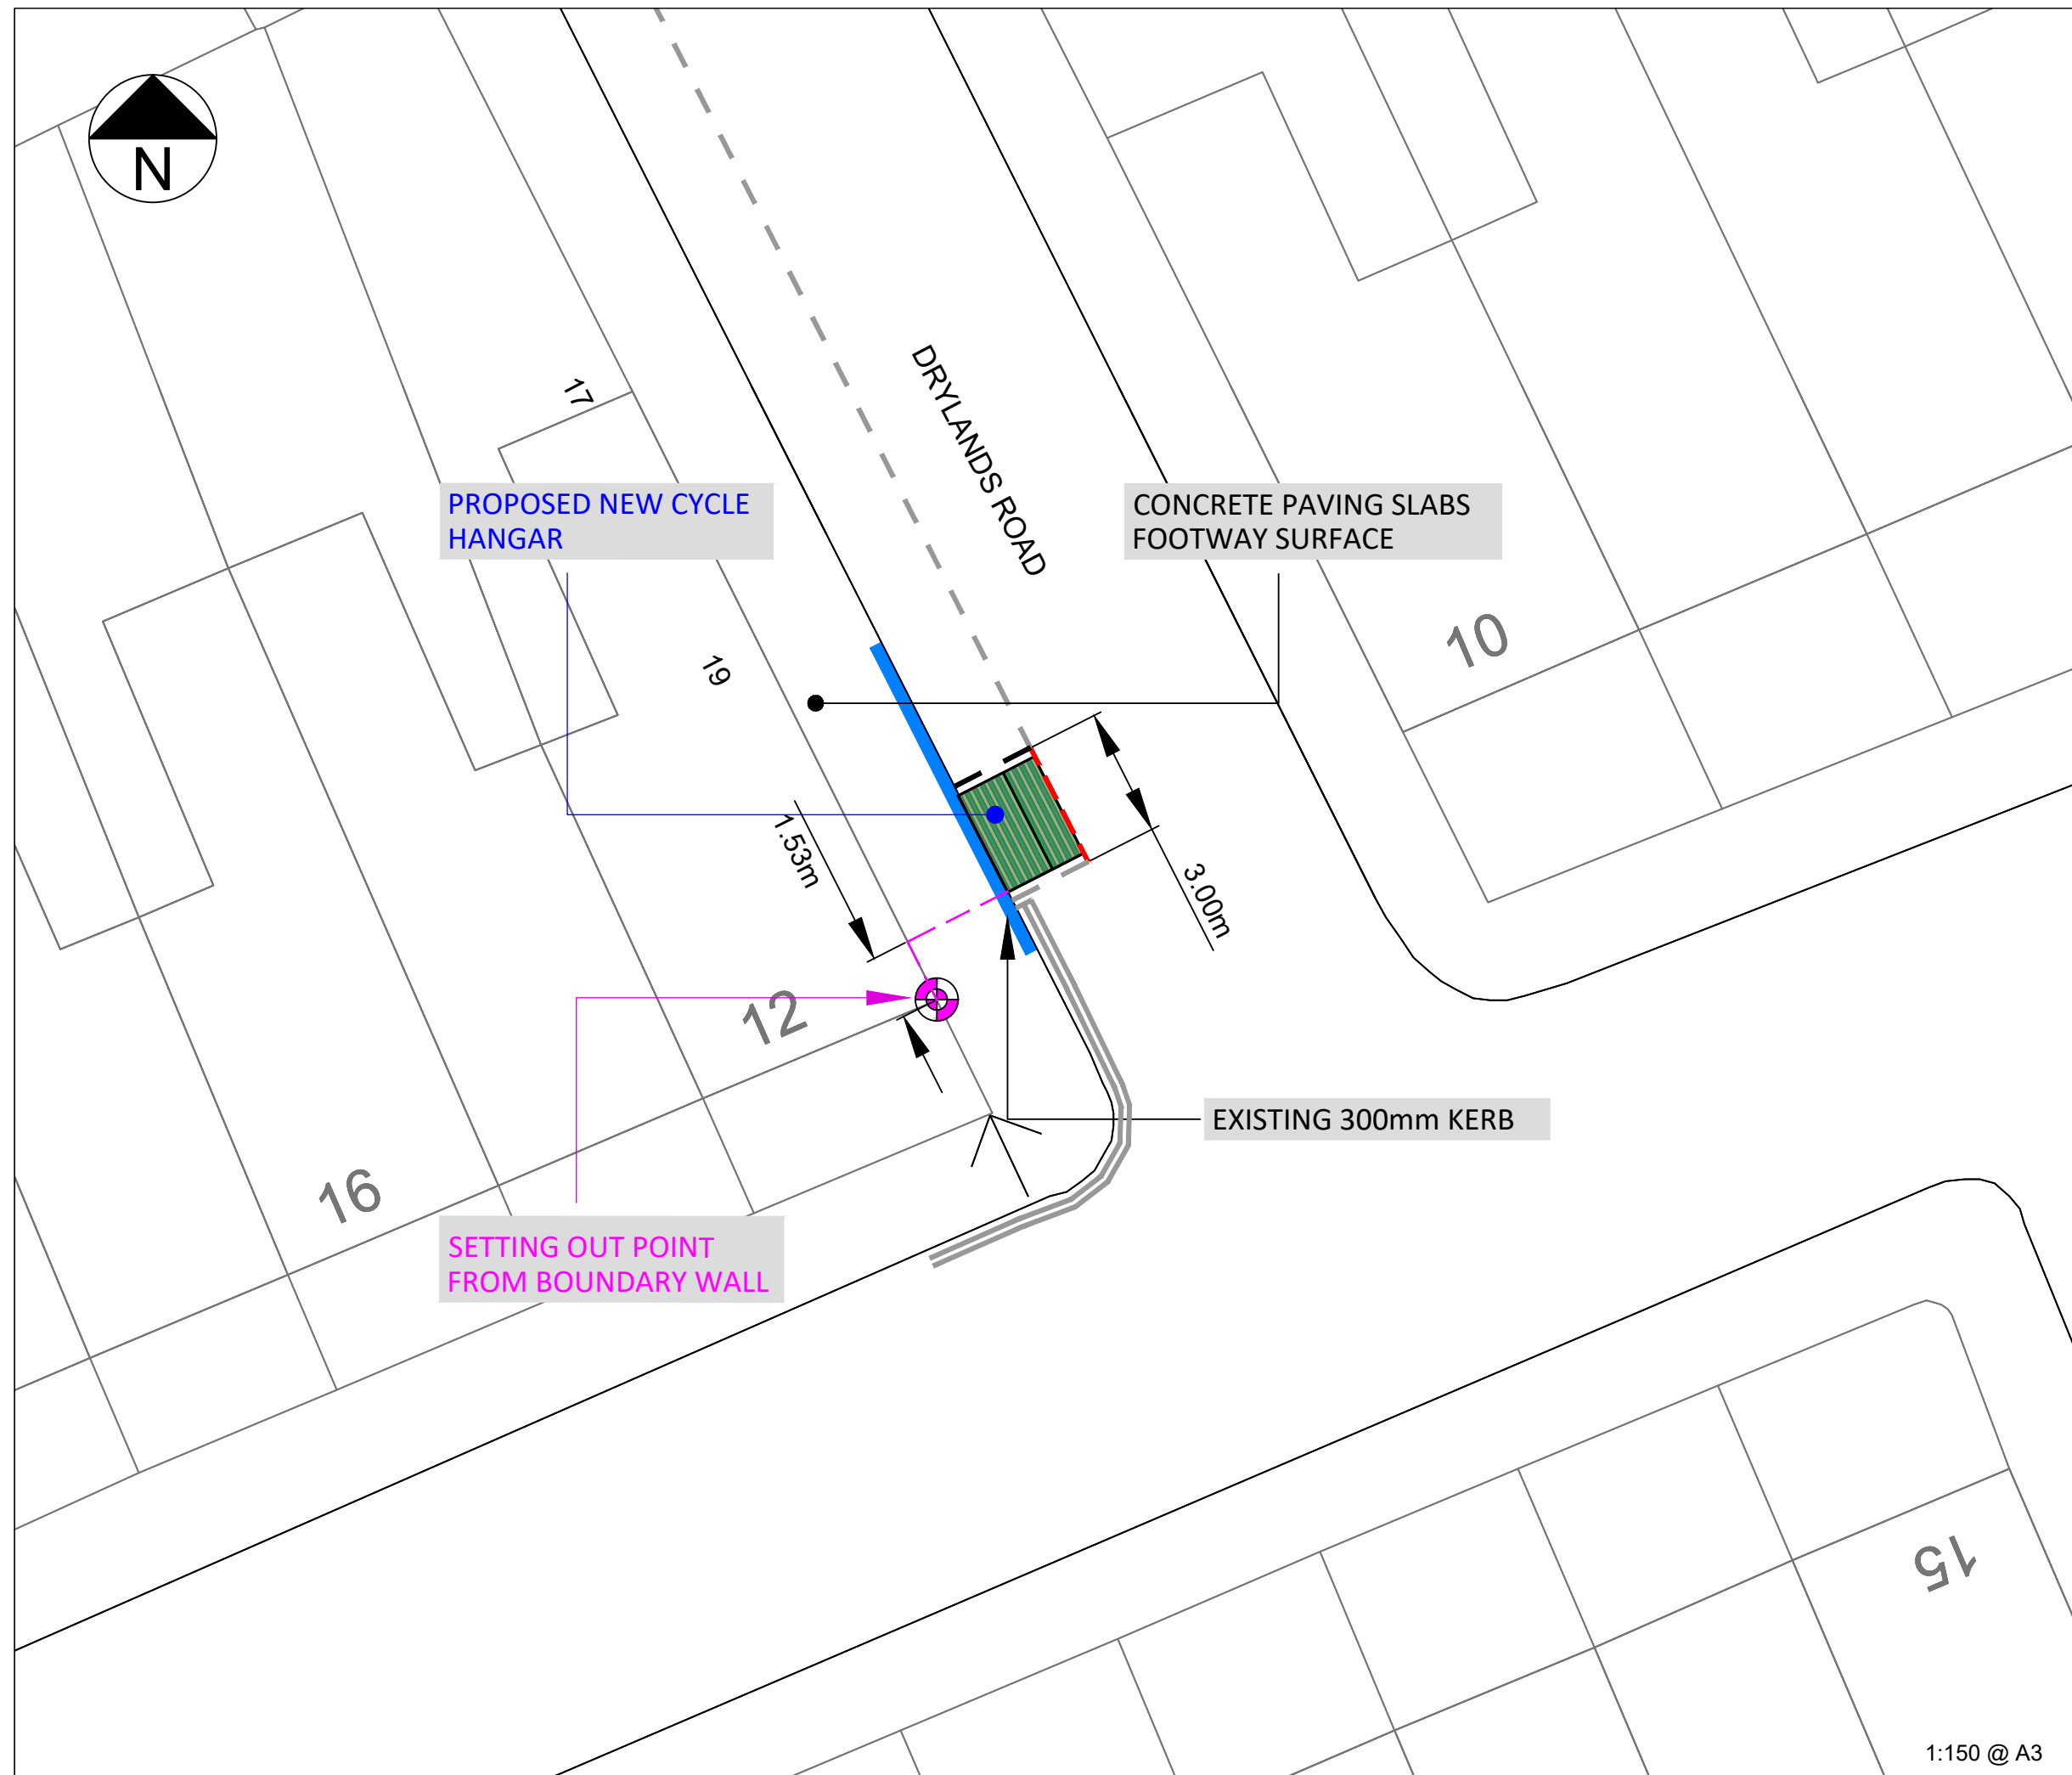 N
17
DRYLANDS ROAD
PROPOSED NEW CYCLE
HANGAR
CONCRETE PAVING SLABS
FOOTWAY SURFACE
10
19
1.53m
3.00m
12
EXISTING 300mm KERB
16
SETTING OUT POINT
FROM BOUNDARY WALL
15
1:150 @ A3